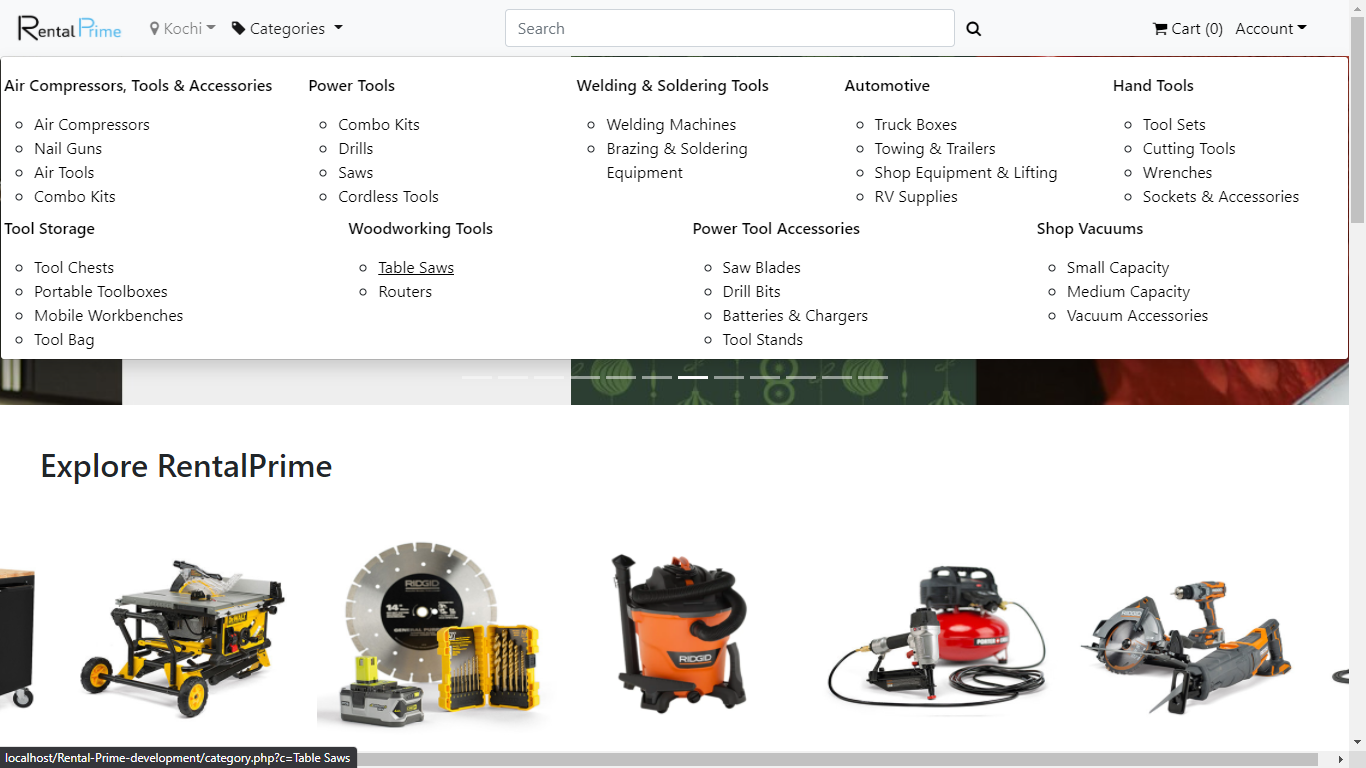 Rental Prime
Kochi
Categories
Search
Cart (0)
Account
Air Compressors, Tools & Accessories
Air Compressors
Nail Guns
Air Tools
Combo Kits
Power Tools
Combo Kits
Drills
Saws
Cordless Tools
Welding & Soldering Tools
Welding Machines
Brazing & Soldering
Equipment
Automotive
Truck Boxes
Towing & Trailers
Shop Equipment & Lifting
RV Supplies
Hand Tools
Tool Sets
Cutting Tools
Wrenches
Sockets & Accessories
Tool Storage
Tool Chests
Portable Toolboxes
Mobile Workbenches
Tool Bag
Woodworking Tools
Table Saws
Routers
Power Tool Accessories
Saw Blades
Drill Bits
Batteries & Chargers
Tool Stands
Shop Vacuums
Small Capacity
Medium Capacity
Vacuum Accessories
Explore RentalPrime
DEWALT
RIDGID
14"
RIDGID
RIDGID
localhost/Rental-Prime-development/category.php?c=Table Saws